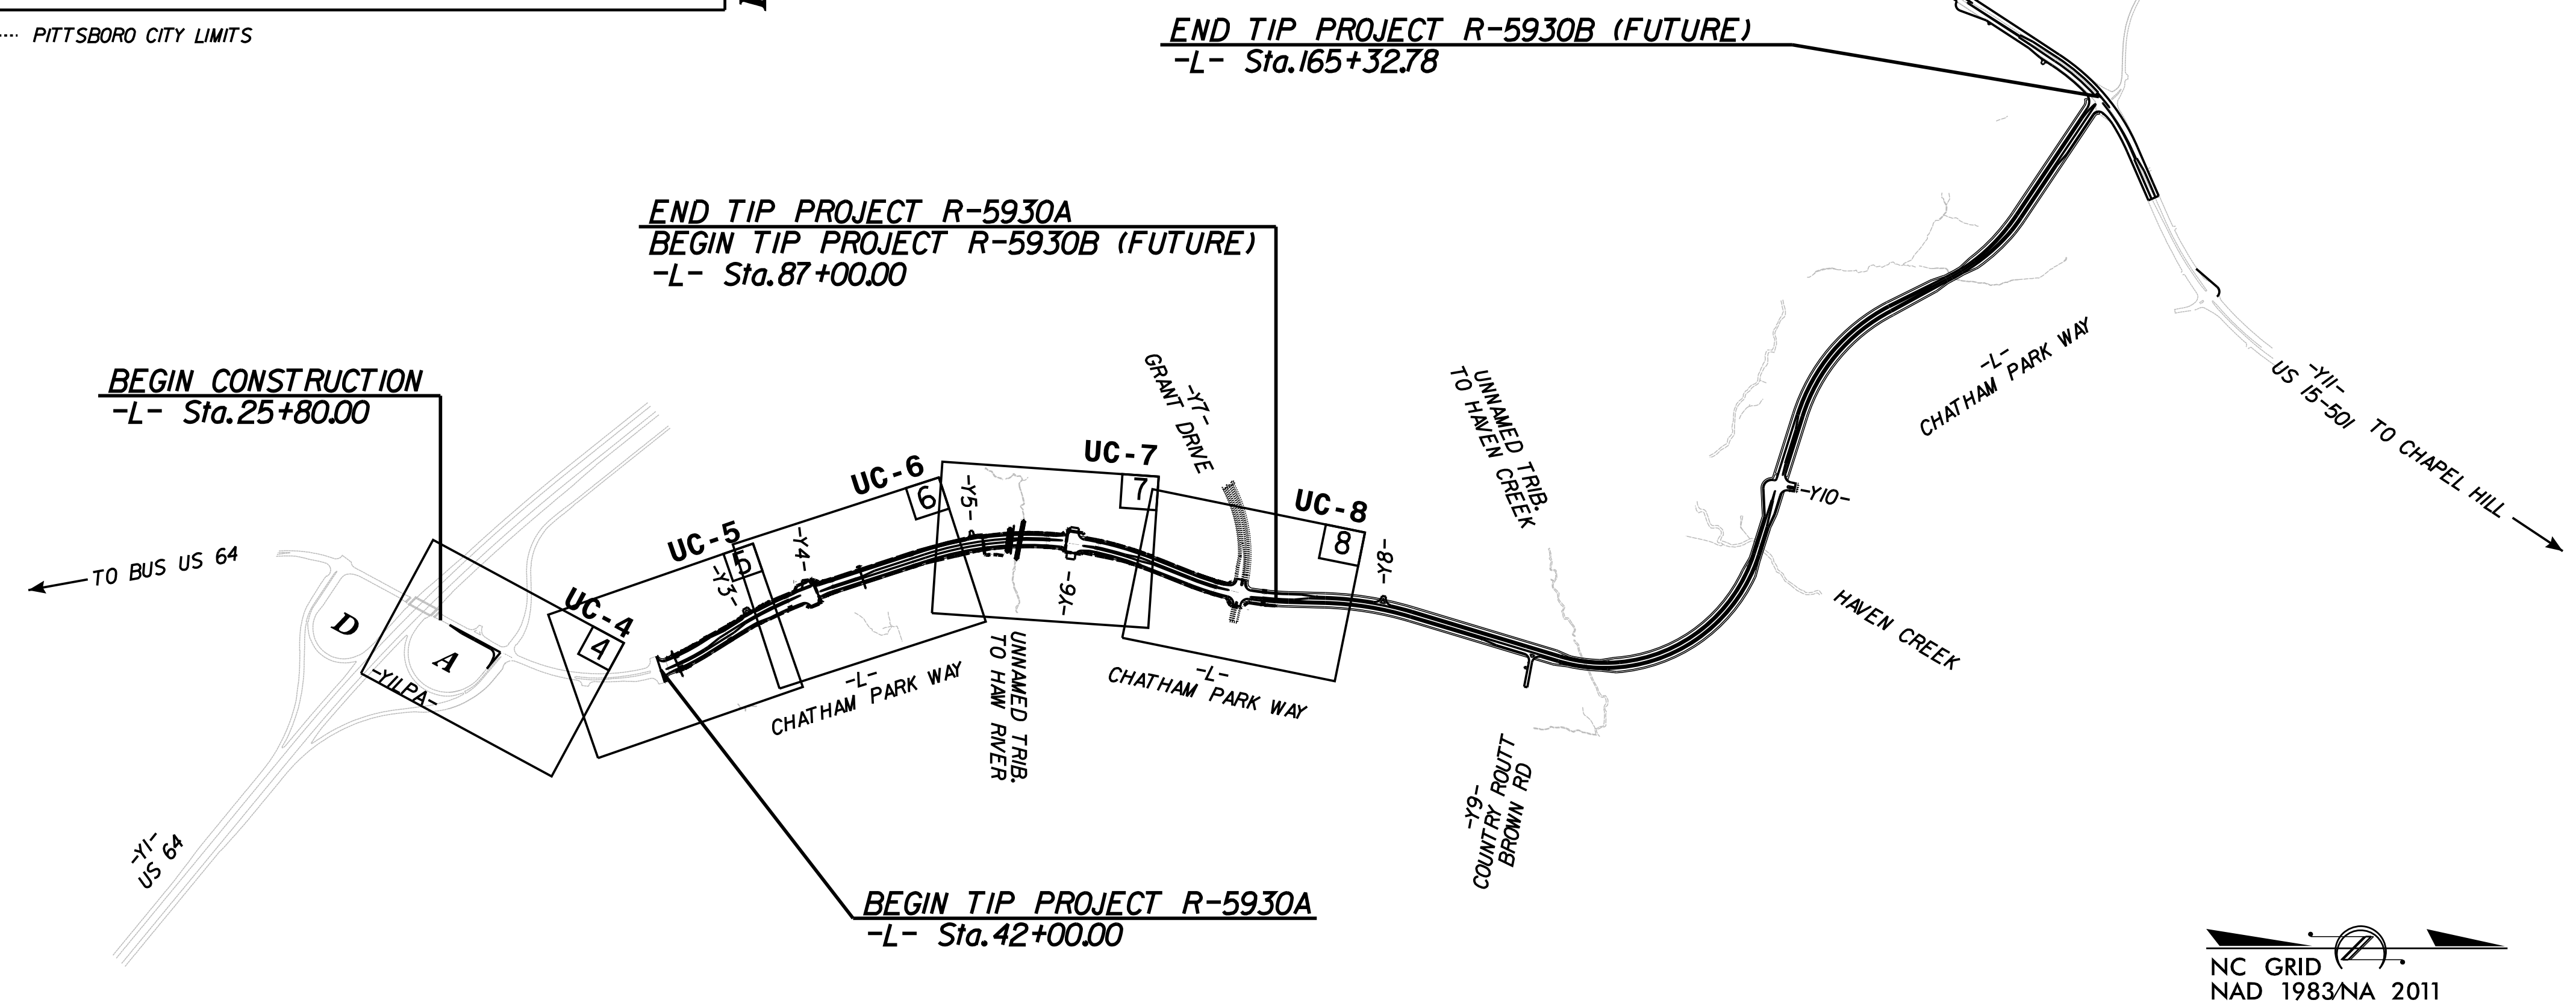 PITTSBORO CITY LIMITS
END TIP PROJECT R-5930B (FUTURE)
-L- Sta.165+32.78
END TIP PROJECT R-5930A
BEGIN TIP PROJECT R-5930B (FUTURE)
-L- Sta.87+00.00
BEGIN CONSTRUCTION
-L- Sta.25+80.00
TO BUS US 64
D
A
-Y1LPA-
-Y1-
US 64
UC-4
4
UC-5
5
-Y3-
-Y4-
UC-6
6
-Y5-
UC-7
7
-Y6-
-Y7-
GRANT DRIVE
UC-8
8
-Y8-
-L-
CHATHAM PARK WAY
UNNAMED TRIB.
TO HAW RIVER
-L-
CHATHAM PARK WAY
UNNAMED TRIB.
TO HAVEN CREEK
-Y9-
COUNTRY ROUTT
BROWN RD
-Y10-
HAVEN CREEK
-L-
CHATHAM PARK WAY
-Y11-
US 15-501
TO CHAPEL HILL
BEGIN TIP PROJECT R-5930A
-L- Sta.42+00.00
NC GRID
NAD 1983/NA 2011